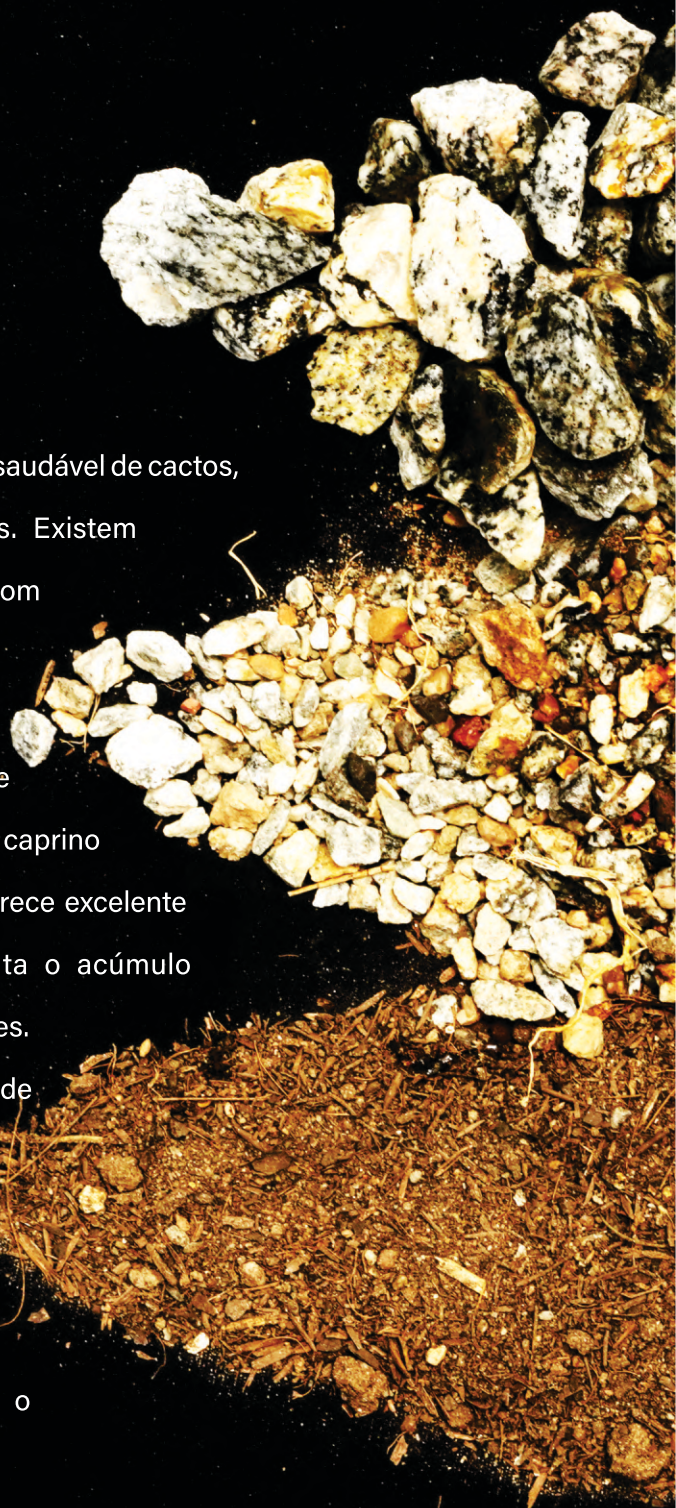 saudável de cactos,
s. Existem
om
e
caprino
rece excelente
ta o acúmulo
es.
de
o